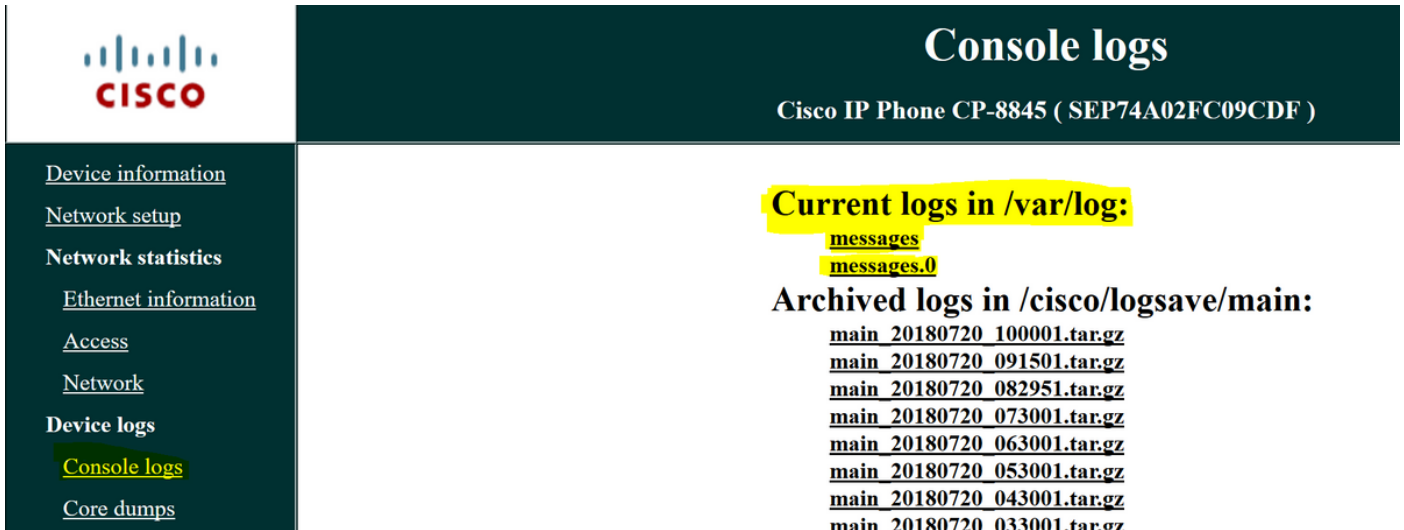 CISCO
Console logs
Cisco IP Phone CP-8845 ( SEP74A02FC09CDF )
Device information
Network setup
Network statistics
Ethernet information
Access
Network
Device logs
Console logs
Core dumps
Current logs in /var/log:
messages
messages.0
Archived logs in /cisco/logsave/main:
main_20180720_100001.tar.gz
main_20180720_091501.tar.gz
main_20180720_082951.tar.gz
main_20180720_073001.tar.gz
main_20180720_063001.tar.gz
main_20180720_053001.tar.gz
main_20180720_043001.tar.gz
main_20180720_033001.tar.gz